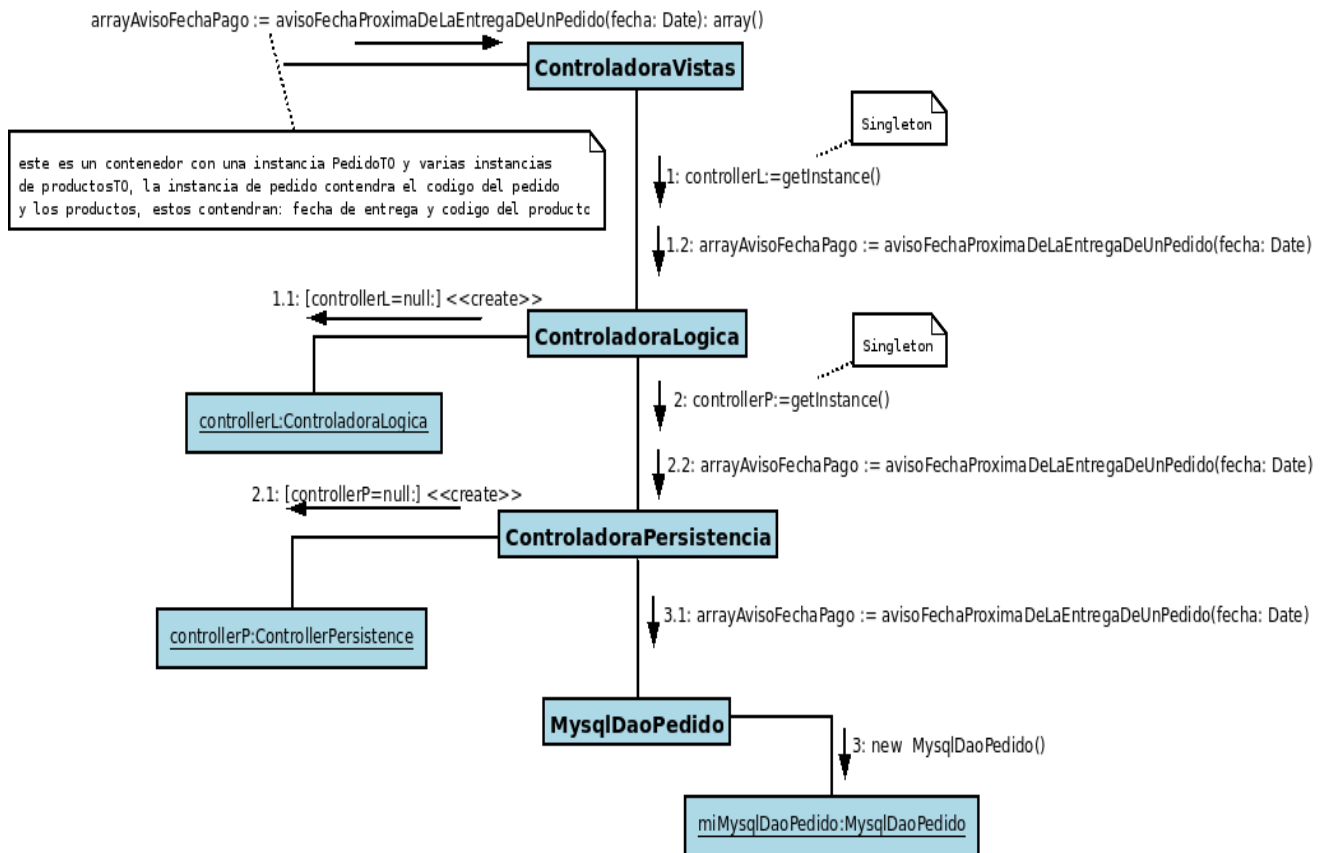 arrayAvisoFechaPago := avisoFechaProximaDeLaEntregaDeUnPedido(fecha: Date): array()
ControladoraVistas
Singleton
este es un contenedor con una instancia PedidoTO y varias instancias
de productosTO, la instancia de pedido contendra el codigo del pedido
y los productos, estos contendran: fecha de entrega y codigo del producto
1: controllerL:=getInstance()
1.2: arrayAvisoFechaPago := avisoFechaProximaDeLaEntregaDeUnPedido(fecha: Date)
1.1: [controllerL=null:] <<create>>
ControladoraLogica
Singleton
controllerL:ControladoraLogica
2: controllerP:=getInstance()
2.2: arrayAvisoFechaPago := avisoFechaProximaDeLaEntregaDeUnPedido(fecha: Date)
2.1: [controllerP=null:] <<create>>
ControladoraPersistencia
controllerP:ControllerPersistence
3.1: arrayAvisoFechaPago := avisoFechaProximaDeLaEntregaDeUnPedido(fecha: Date)
MysqlDaoPedido
3: new MysqlDaoPedido()
miMysqlDaoPedido:MysqlDaoPedido